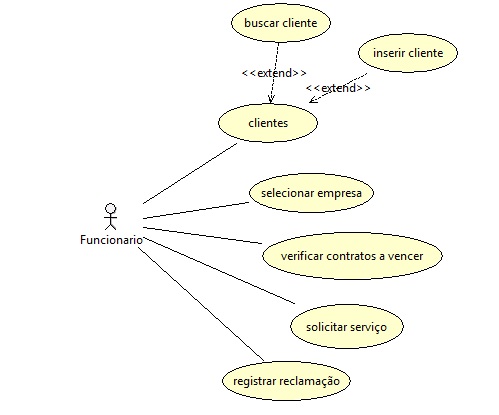 buscar cliente
inserir cliente
<<extend>>
<<extend>>
clientes
selecionar empresa
Funcionario
verificar contratos a vencer
solicitar serviço
registrar reclamação